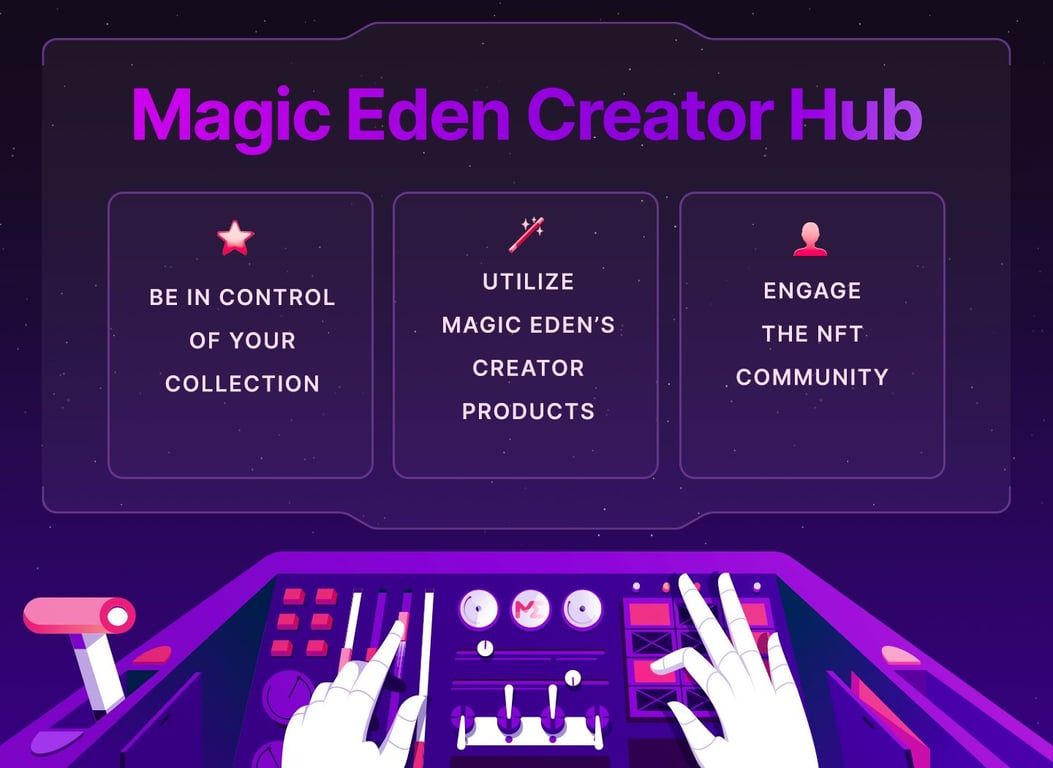 Magic Eden Creator Hub
BE IN CONTROL
OF YOUR
COLLECTION
UTILIZE
MAGIC EDEN’S
CREATOR
PRODUCTS
ENGAGE
THE NFT
COMMUNITY